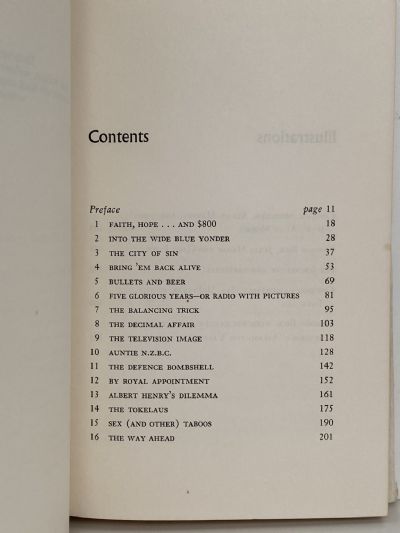 Contents
Preface page 11
1 FAITH, HOPE . . . AND $800 18
2 INTO THE WIDE BLUE YONDER 28
3 THE CITY OF SIN 37
4 BRING 'EM BACK ALIVE 53
5 BULLETS AND BEER 69
6 FIVE GLORIOUS YEARS—OR RADIO WITH PICTURES 81
7 THE BALANCING TRICK 95
8 THE DECIMAL AFFAIR 103
9 THE TELEVISION IMAGE 118
10 AUNTIE N.Z.B.C. 128
11 THE DEFENCE BOMBSHELL 142
12 BY ROYAL APPOINTMENT 152
13 ALBERT HENRY'S DILEMMA 161
14 THE TOKELAUS 175
15 SEX (AND OTHER) TABOOS 190
16 THE WAY AHEAD 201